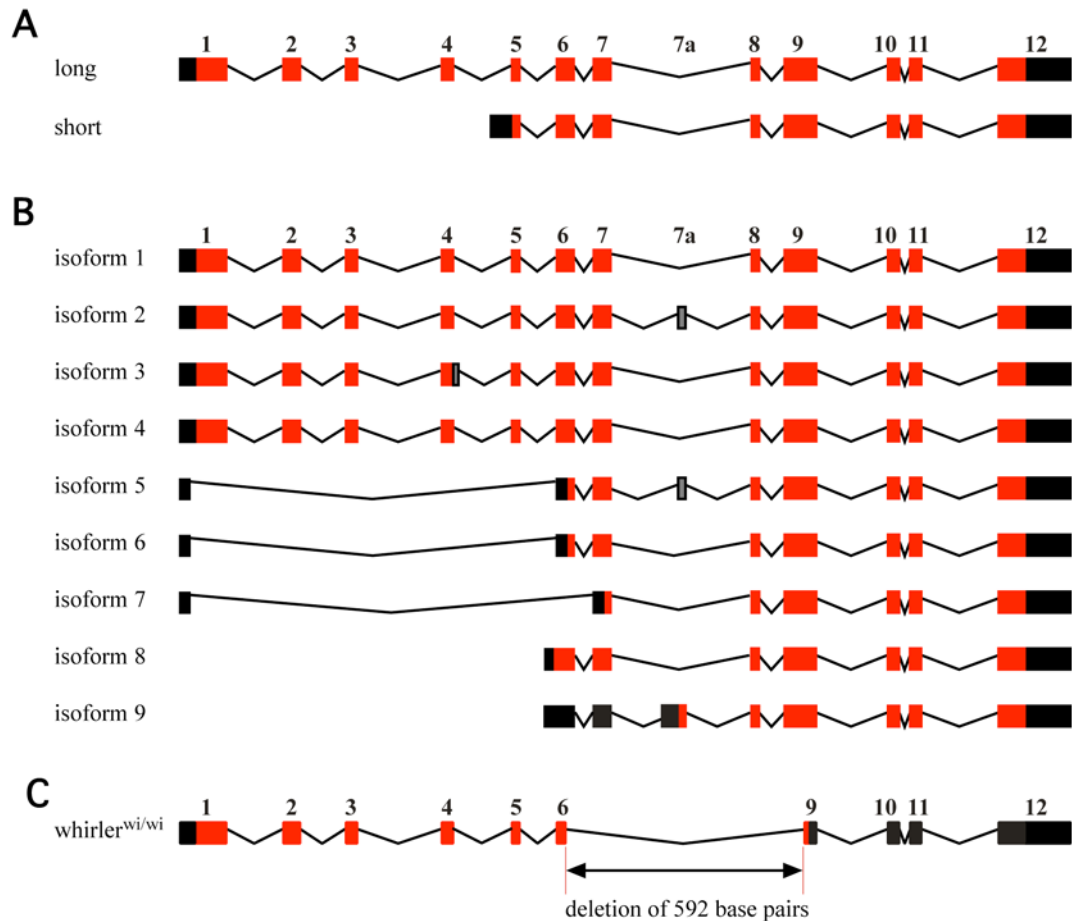 A
1 2 3 4 5 6 7 7a 8 9 10 11 12
long
short
B
1 2 3 4 5 6 7 7a 8 9 10 11 12
isoform 1
isoform 2
isoform 3
isoform 4
isoform 5
isoform 6
isoform 7
isoform 8
isoform 9
C
1 2 3 4 5 6 9 10 11 12
whirler wi/wi
deletion of 592 base pairs